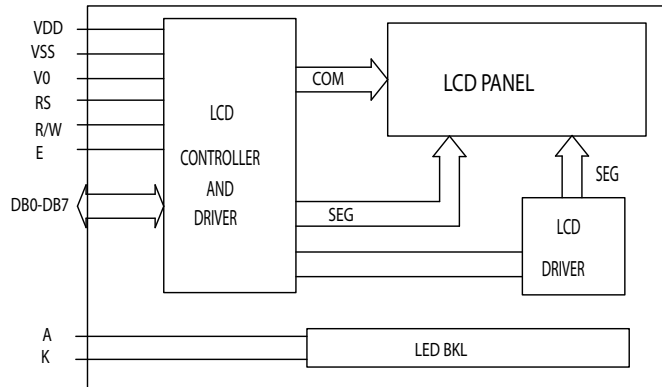 VDD
VSS
V0
RS
R/W
E
DB0-DB7
A
K
LCD
CONTROLLER
AND
DRIVER
COM
SEG
LCD PANEL
SEG
LCD
DRIVER
LED BKL